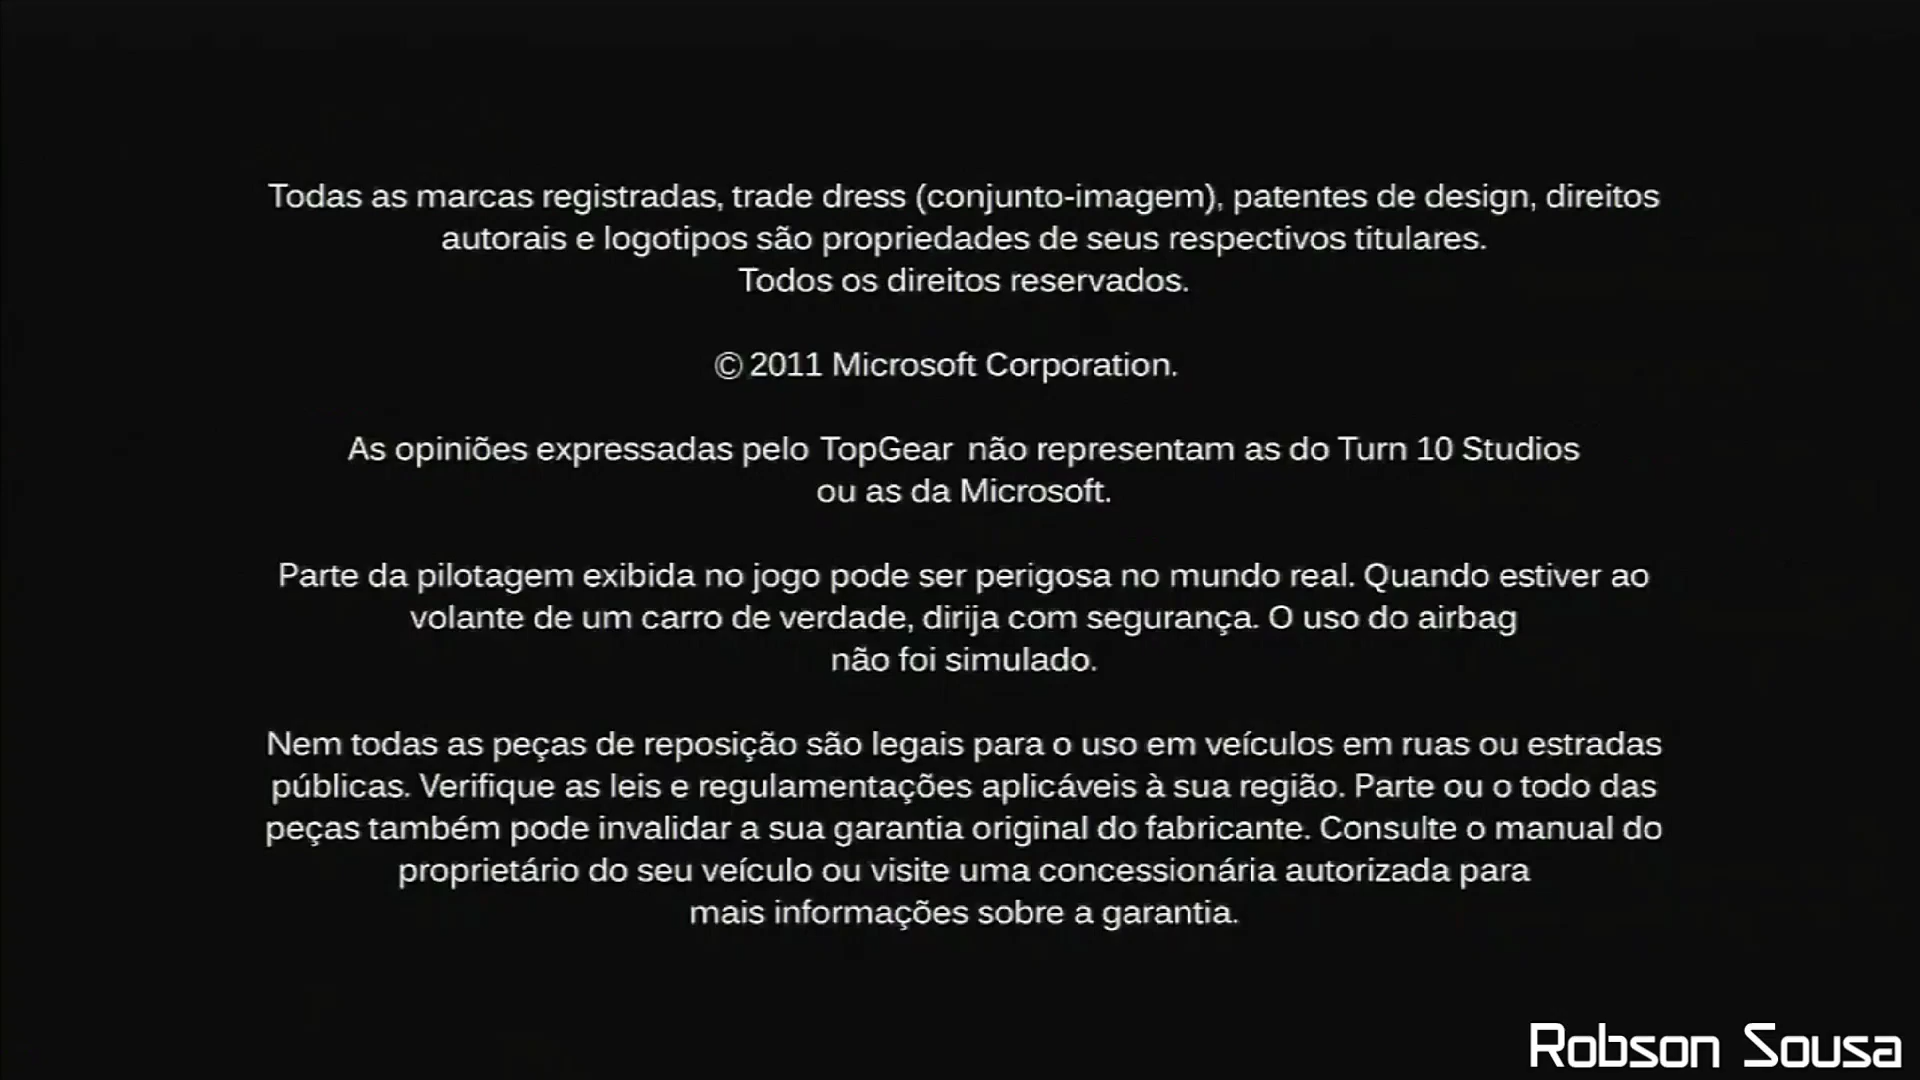 Todas as marcas registradas, trade dress (conjunto-imagem), patentes de design, direitos
autorais e logotipos são propriedades de seus respectivos titulares.
Todos os direitos reservados.
© 2011 Microsoft Corporation.
As opiniões expressadas pelo TopGear não representam as do Turn 10 Studios
ou as da Microsoft.
Parte da pilotagem exibida no jogo pode ser perigosa no mundo real. Quando estiver ao
volante de um carro de verdade, dirija com segurança. O uso do airbag
não foi simulado.
Nem todas as peças de reposição são legais para o uso em veículos em ruas ou estradas
públicas. Verifique as leis e regulamentações aplicáveis à sua região. Parte ou o todo das
peças também pode invalidar a sua garantia original do fabricante. Consulte o manual do
proprietário do seu veículo ou visite uma concessionária autorizada para
mais informações sobre a garantia.
Robson Sousa